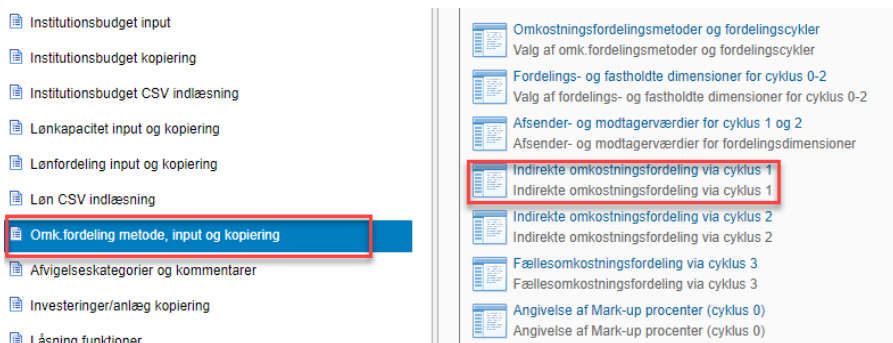 Institutionsbudget input
Institutionsbudget kopiering
Institutionsbudget CSV indlæsning
Lønkapacitet input og kopiering
Lønfordeling input og kopiering
Løn CSV indlæsning
Omk.fordeling metode, input og kopiering
Afvigelseskategorier og kommentarer
Investeringer/anlæg kopiering
Låsning funktioner
Omkostningsfordelingsmetoder og fordelingscykler
Valg af omk.fordelingsmetoder og fordelingscykler
Fordelings- og fastholdte dimensioner for cyklus 0-2
Valg af fordelings- og fastholdte dimensioner for cyklus 0-2
Afsender- og modtagerværdier for cyklus 1 og 2
Afsender- og modtagerværdier for fordelingsdimensioner
Indirekte omkostningsfordeling via cyklus 1
Indirekte omkostningsfordeling via cyklus 1
Indirekte omkostningsfordeling via cyklus 2
Indirekte omkostningsfordeling via cyklus 2
Fællesomkostningsfordeling via cyklus 3
Fællesomkostningsfordeling via cyklus 3
Angivelse af Mark-up procenter (cyklus 0)
Angivelse af Mark-up procenter (cyklus 0)